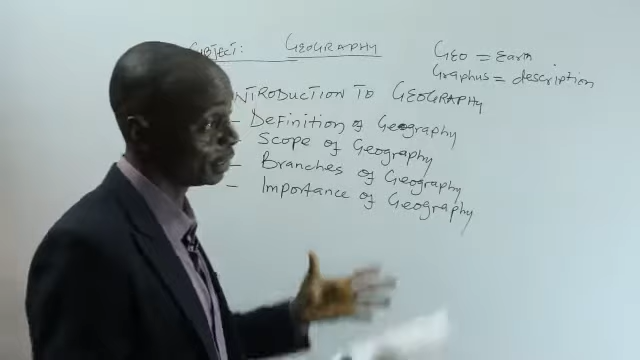 SUBJECT: GEOGRAPHY
GEO = Earth
Graphus = description
INTRODUCTION TO GEOGRAPHY
- Definition of Geography
- Scope of Geography
- Branches of Geography
- Importance of Geography